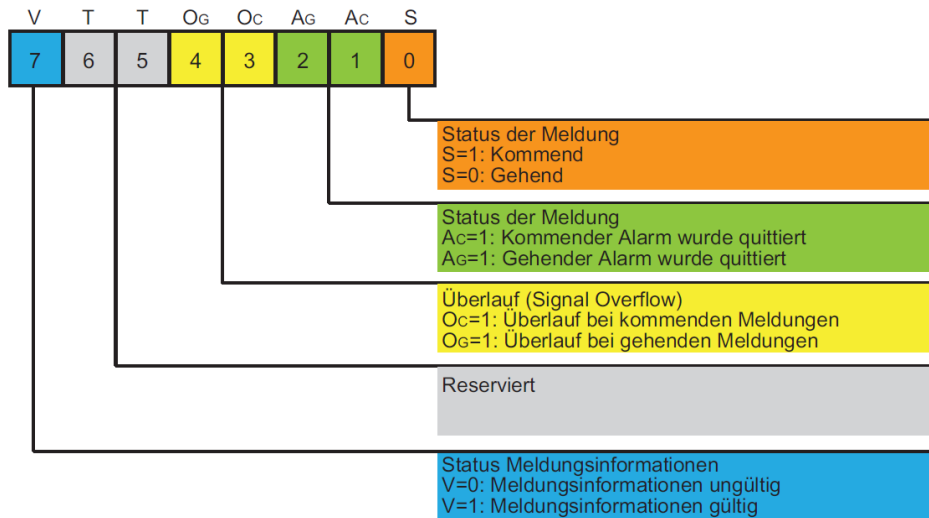 V T T OG OC AG AC S
7 6 5 4 3 2 1 0
Status der Meldung
S=1: Kommend
S=0: Gehend
Status der Meldung
AC=1: Kommender Alarm wurde quittiert
AG=1: Gehender Alarm wurde quittiert
Überlauf (Signal Overflow)
OC=1: Überlauf bei kommenden Meldungen
OG=1: Überlauf bei gehenden Meldungen
Reserviert
Status Meldungsinformationen
V=0: Meldungsinformationen ungültig
V=1: Meldungsinformationen gültig